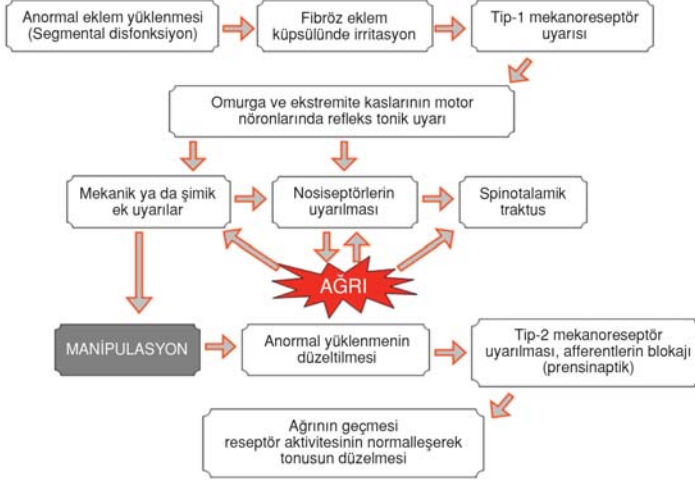 Anormal eklem yüklenmesi
(Segmental disfonksiyon)
Fibröz eklem
küpsülünde irritasyon
Tip-1 mekanoreseptör
uyarısı
Omurga ve ekstremite kaslarının motor
nöronlarında refleks tonik uyarı
Mekanik ya da şimik
ek uyarılar
Nosiseptörlerin
uyarılması
Spinotalamik
traktus
AĞRI
MANİPULASYON
Anormal yüklenmenin
düzeltilmesi
Tip-2 mekanoreseptör
uyarılması, afferentlerin blokajı
(prensinaptik)
Ağrının geçmesi
reseptör aktivitesinin normalleşerek
tonusun düzelmesi